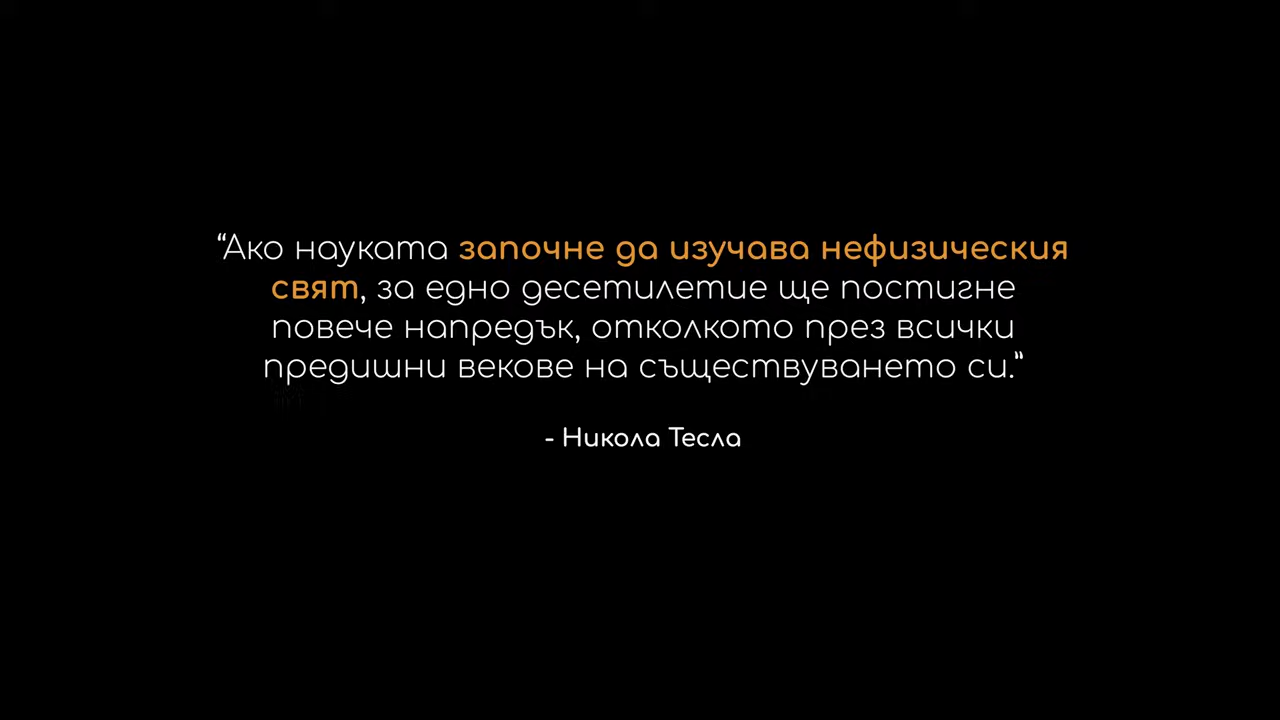 “Ако науката започне да изучава нефизическия
свят, за едно десетилетие ще постигне
повече напредък, отколкото през всички
предишни векове на съществуването си.“
- Никола Тесла